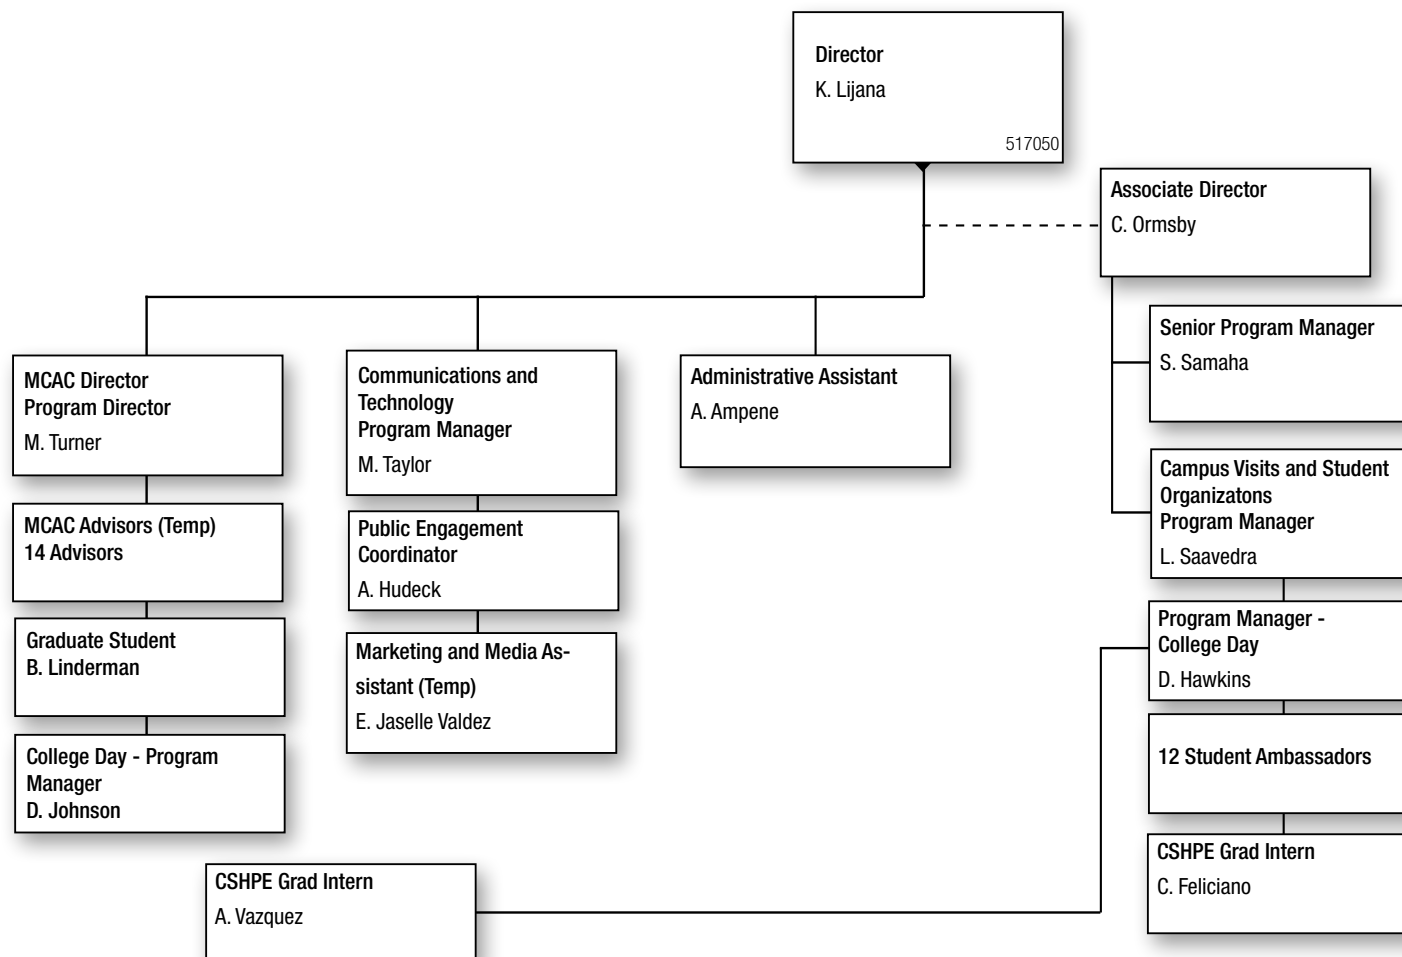 Director
K. Lijana
517050
Associate Director
C. Ormsby
Senior Program Manager
S. Samaha
MCAC Director
Program Director
M. Turner
Communications and
Technology
Program Manager
M. Taylor
Administrative Assistant
A. Ampene
Campus Visits and Student
Organizatons
Program Manager
L. Saavedra
MCAC Advisors (Temp)
14 Advisors
Public Engagement
Coordinator
A. Hudeck
Program Manager -
College Day
D. Hawkins
Graduate Student
B. Linderman
Marketing and Media As-
sistant (Temp)
E. Jaselle Valdez
12 Student Ambassadors
College Day - Program
Manager
D. Johnson
CSHPE Grad Intern
C. Feliciano
CSHPE Grad Intern
A. Vazquez